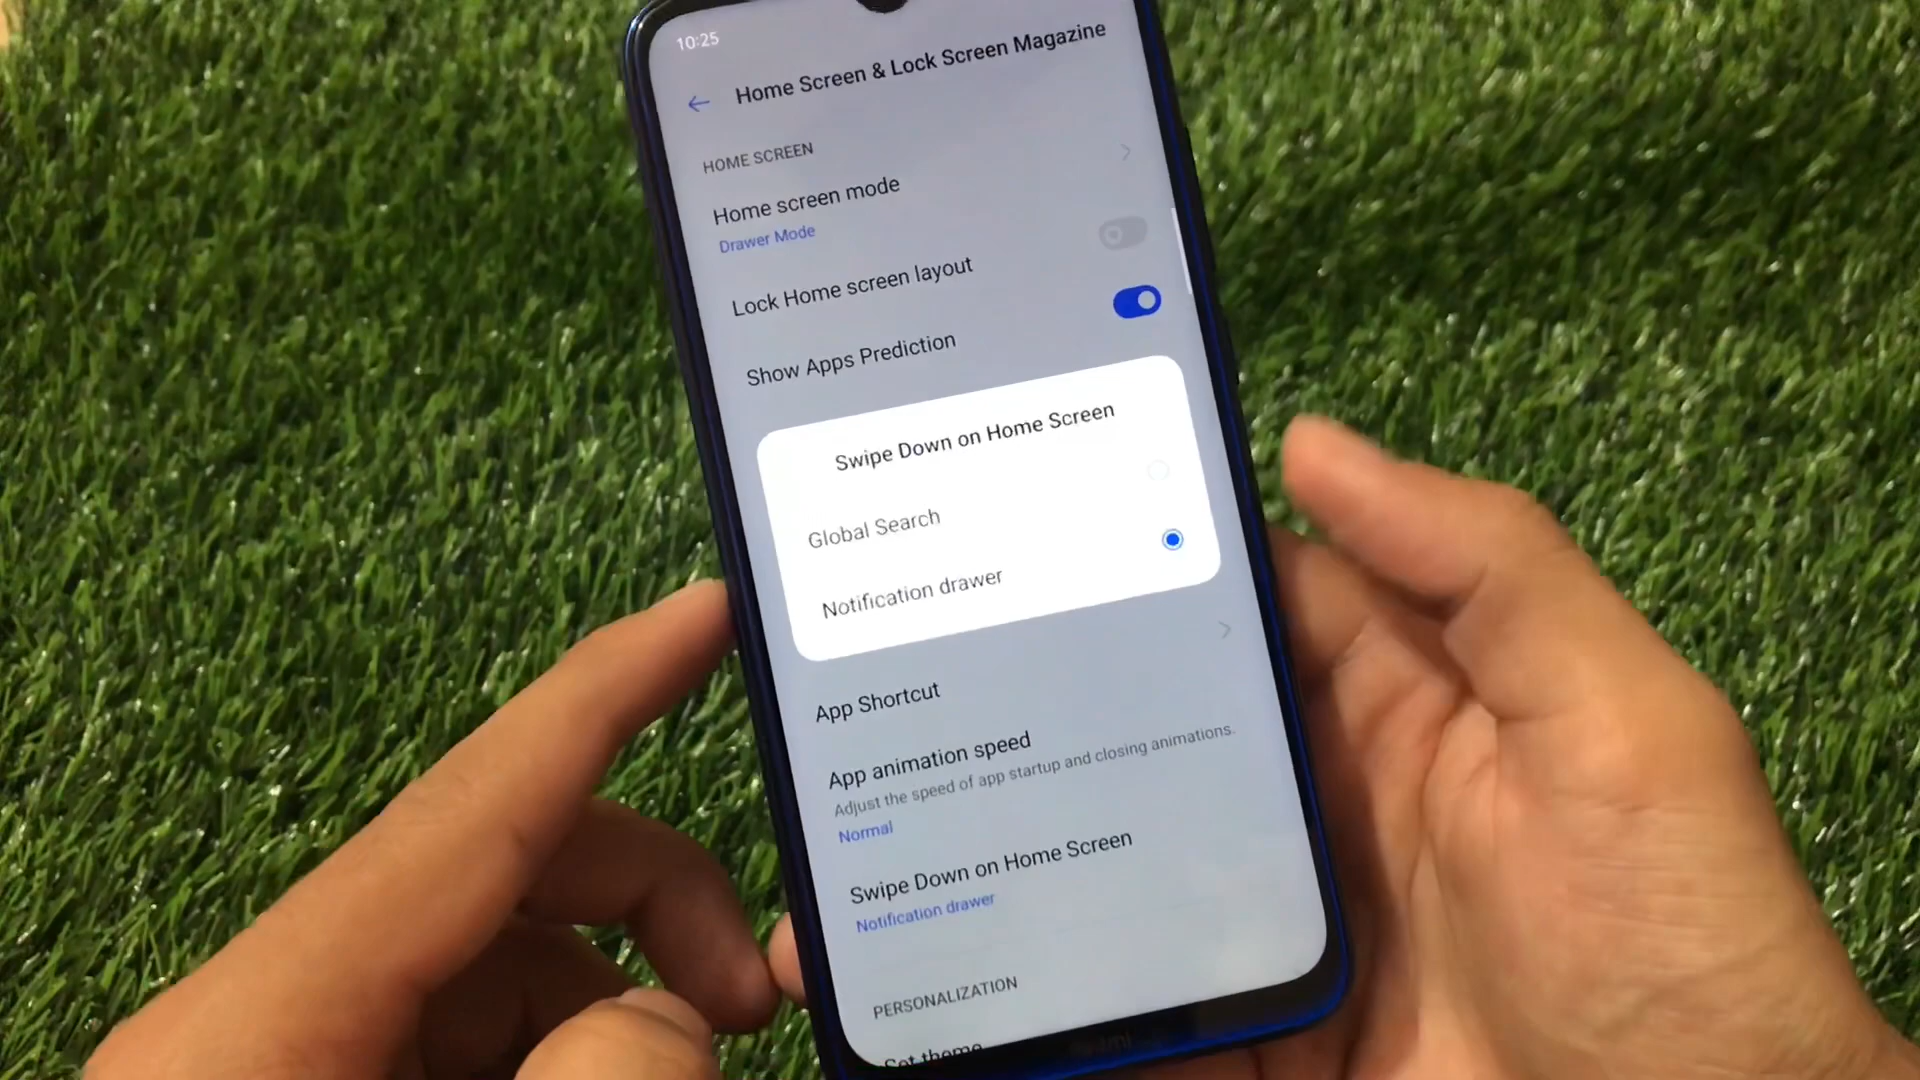 10:25
Home Screen & Lock Screen Magazine
HOME SCREEN
Home screen mode
Drawer Mode
Lock Home screen layout
Show Apps Prediction
Swipe Down on Home Screen
Global Search
Notification drawer
App Shortcut
App animation speed
Adjust the speed of app startup and closing animations.
Normal
Swipe Down on Home Screen
Notification drawer
PERSONALIZATION
Set theme